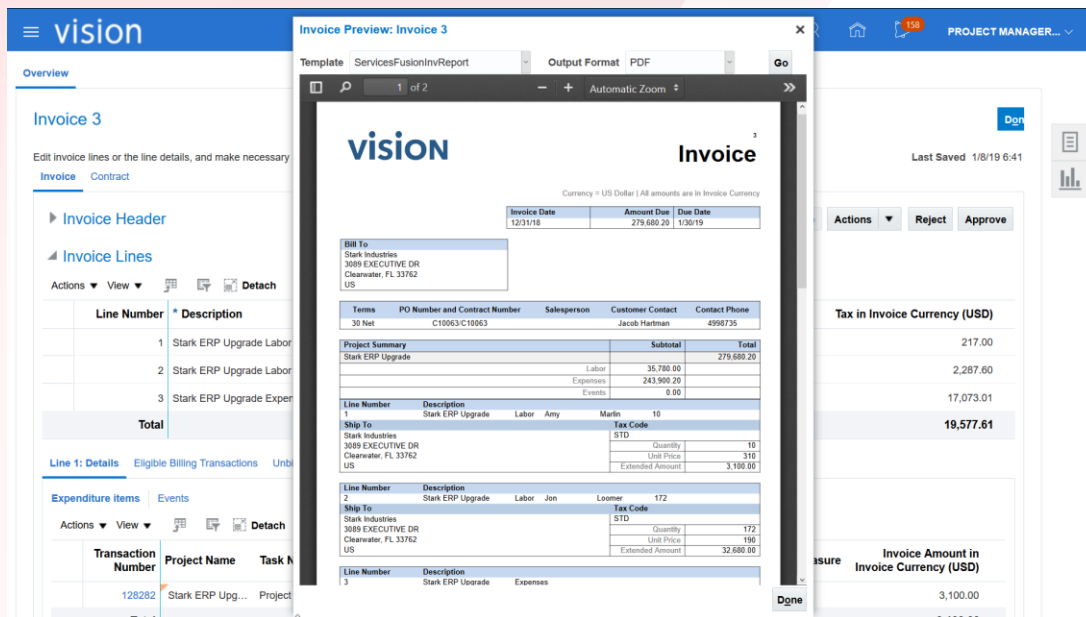 vision
158
PROJECT MANAGER...
Overview
Invoice 3
Edit invoice lines or the line details, and make necessary
Don
Last Saved 1/8/19 6:41
Invoice Contract
Invoice Header
Actions Reject Approve
Invoice Lines
Actions View Detach
Line Number * Description Tax in Invoice Currency (USD)
1 Stark ERP Upgrade Labor 217.00
2 Stark ERP Upgrade Labor 2,287.60
3 Stark ERP Upgrade Expen 17,073.01
Total 19,577.61
Line 1: Details Eligible Billing Transactions Unbi
Expenditure items Events
Actions View Detach
Transaction Number Project Name Task N asure Invoice Amount in Invoice Currency (USD)
128282 Stark ERP Upg... Project 3,100.00
Invoice Preview: Invoice 3
Template ServicesFusionInvReport Output Format PDF Go
1 of 2 Automatic Zoom
vision
3
Invoice
Currency = US Dollar | All amounts are in Invoice Currency
Invoice Date Amount Due Due Date
12/31/18 279,680.20 1/30/19
Bill To
Stark Industries
3089 EXECUTIVE DR
Clearwater, FL 33762
US
Terms PO Number and Contract Number Salesperson Customer Contact Contact Phone
30 Net C10063/C10063 Jacob Hartman 4998735
Project Summary Subtotal Total
Stark ERP Upgrade 279,680.20
Labor 35,780.00
Expenses 243,900.20
Events 0.00
Line Number Description
1 Stark ERP Upgrade Labor Amy Marlin 10
Ship To Tax Code
Stark Industries STD
3089 EXECUTIVE DR Quantity 10
Clearwater, FL 33762 Unit Price 310
US Extended Amount 3,100.00
Line Number Description
2 Stark ERP Upgrade Labor Jon Loomer 172
Ship To Tax Code
Stark Industries STD
3089 EXECUTIVE DR Quantity 172
Clearwater, FL 33762 Unit Price 190
US Extended Amount 32,680.00
Line Number Description
3 Stark ERP Upgrade Expenses
Done